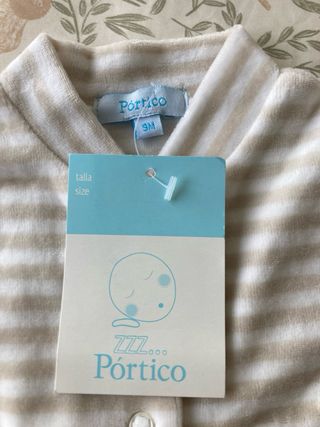 Pórtico
9M
talla
size
ZZZ...
Pórtico